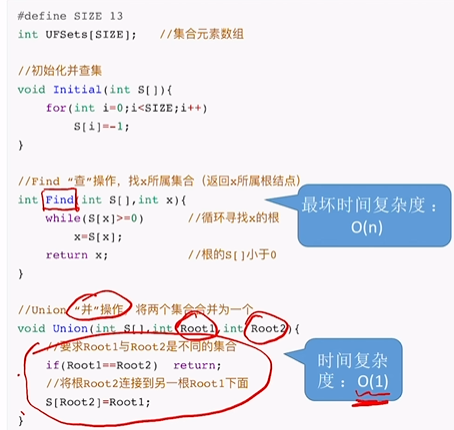 #define SIZE 13
int UFSets[SIZE];   //集合元素数组
//初始化并查集
void Initial(int S[]){
    for(int i=0;i<SIZE;i++)
        S[i]=-1;
}
//Find “查”操作，找x所属集合（返回x所属根结点）
int Find(int S[],int x){
    while(S[x]>=0)      //循环寻找x的根
        x=S[x];
    return x;           //根的S[]小于0
}
最坏时间复杂度：
O(n)
//Union “并”操作，将两个集合合并为一个
void Union(int S[],int Root1,int Root2){
    //要求Root1与Root2是不同的集合
    if(Root1==Root2)  return;
    //将根Root2连接到另一根Root1下面
    S[Root2]=Root1;
}
时间复杂
度：O(1)